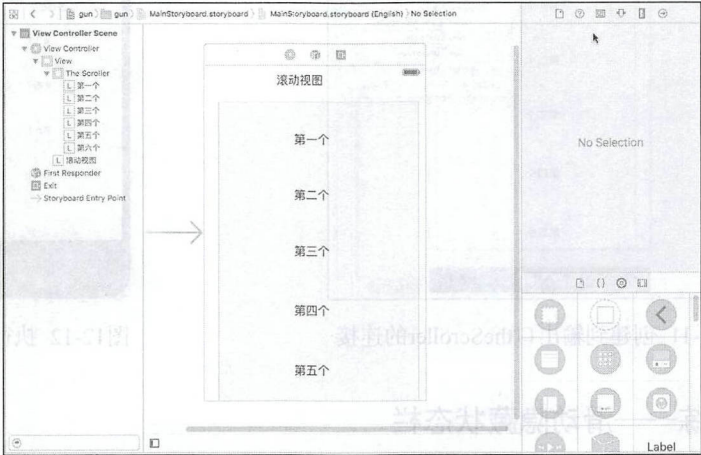 gun
gun
MainStoryboard.storyboard
MainStoryboard.storyboard (English)
No Selection
View Controller Scene
View Controller
View
The Scroller
L 第一个
L 第二个
L 第三个
L 第四个
L 第五个
L 第六个
L 滚动视图
First Responder
Exit
Storyboard Entry Point
滚动视图
第一个
第二个
第三个
第四个
第五个
No Selection
Label